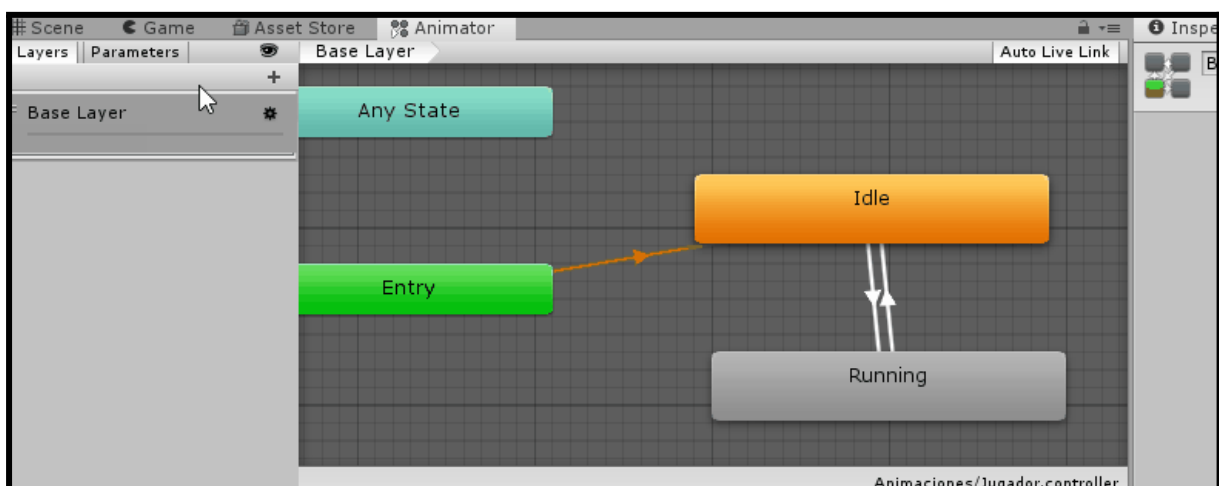 Scene Game Asset Store Animator Inspe
Layers Parameters Base Layer Auto Live Link B
Base Layer
Any State
Idle
Entry
Running
Animaciones/Jugador.controller